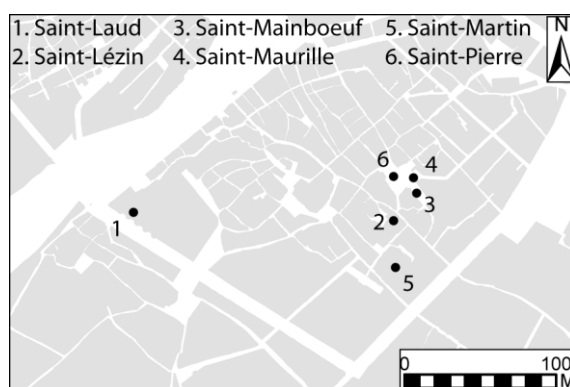 1. Saint-Laud 3. Saint-Mainboeuf 5. Saint-Martin
2. Saint-Lézin 4. Saint-Maurille 6. Saint-Pierre
N
6 4
3
2
1
5
0 100
M